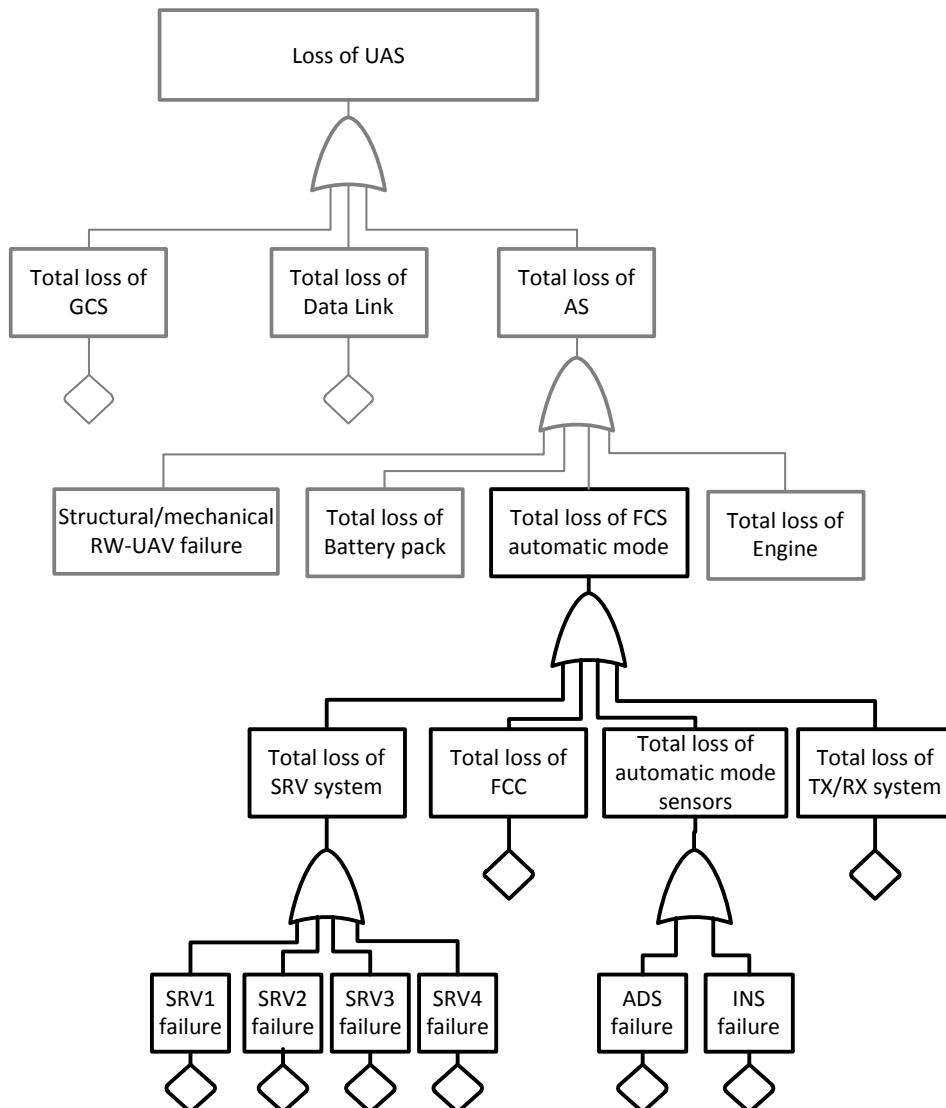 Loss of UAS
Total loss of
GCS
Total loss of
Data Link
Total loss of
AS
Structural/mechanical
RW-UAV failure
Total loss of
Battery pack
Total loss of FCS
automatic mode
Total loss of
Engine
Total loss of
SRV system
Total loss of
FCC
Total loss of
automatic mode
sensors
Total loss of
TX/RX system
SRV1
failure
SRV2
failure
SRV3
failure
SRV4
failure
ADS
failure
INS
failure